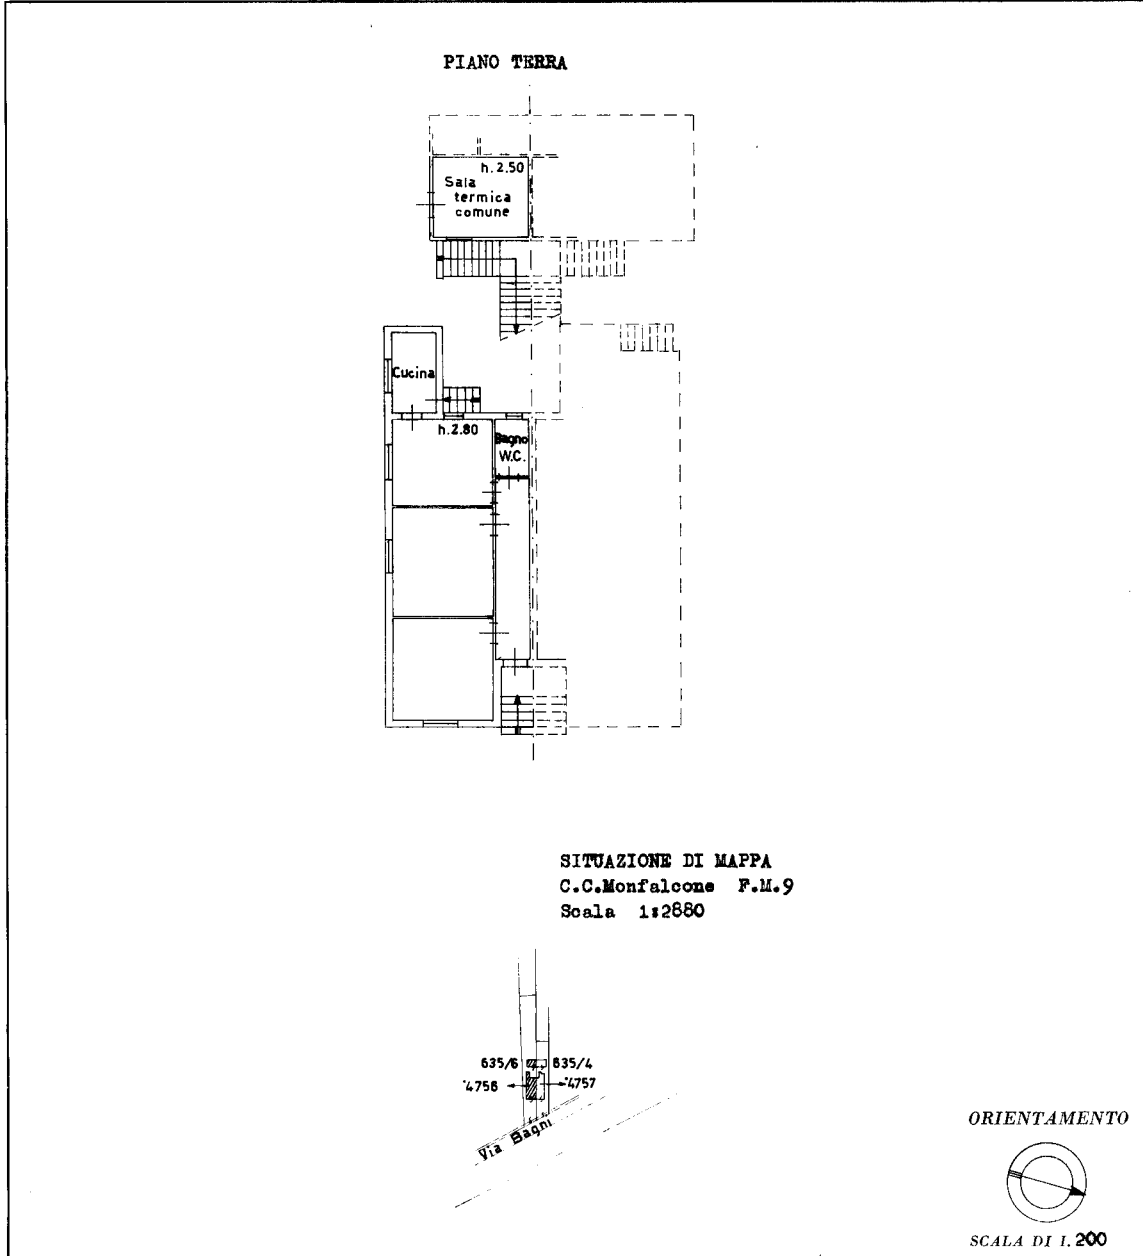 PIANO TERRA
h. 2.50
Sala
termica
comune
Cucina
h. 2.80
Bagno
W.C.
SITUAZIONE DI MAPPA
C.C.Monfalcone F.M.9
Scala 1:2880
635/6 635/4
·4756 ·4757
Via Bagni
ORIENTAMENTO
SCALA DI 1. 200